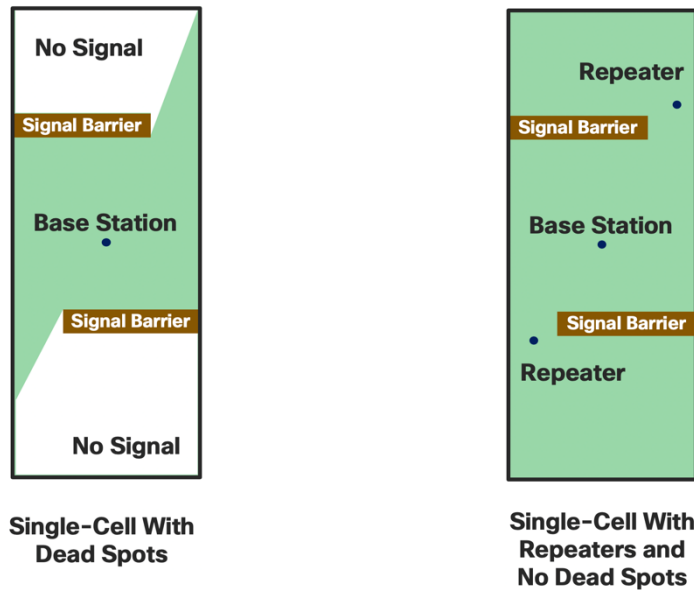 No Signal
Signal Barrier
Base Station
Signal Barrier
No Signal
Single-Cell With
Dead Spots
Repeater
Signal Barrier
Base Station
Signal Barrier
Repeater
Single-Cell With
Repeaters and
No Dead Spots